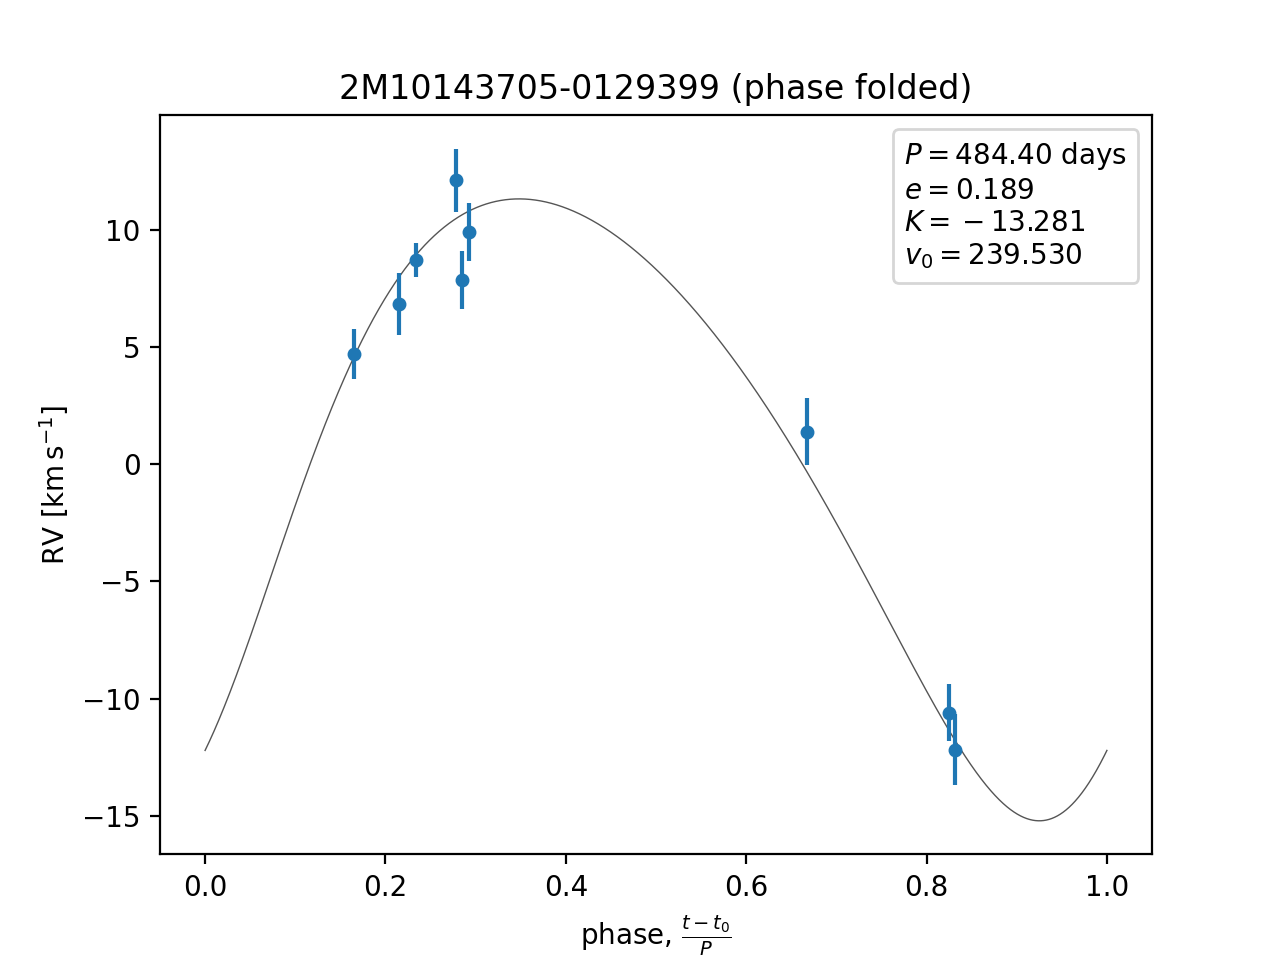 2M10143705-0129399 (phase folded)
P = 484.40 days
e = 0.189
K = −13.281
v₀ = 239.530
RV [km s⁻¹]
10
5
0
−5
−10
−15
0.0 0.2 0.4 0.6 0.8 1.0
phase, (t − t₀)/P